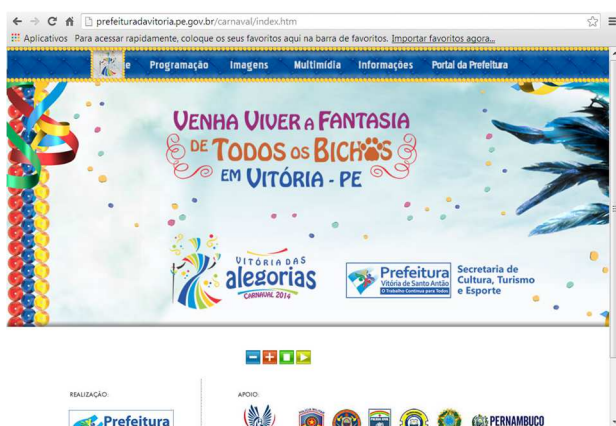 prefeituradavitoria.pe.gov.br/carnaval/index.htm
Aplicativos Para acessar rapidamente, coloque os seus favoritos aqui na barra de favoritos. Importar favoritos agora...
e Programação Imagens Multimídia Informações Portal da Prefeitura
VENHA VIVER A FANTASIA
DE TODOS OS BICHOS
EM VITÓRIA - PE
VITÓRIA DAS
alegorias
CARNAVAL 2014
Prefeitura
Vitória de Santo Antão
O Trabalho Continua para Todos
Secretaria de
Cultura, Turismo
e Esporte
REALIZAÇÃO:
APOIO:
Prefeitura
PERNAMBUCO